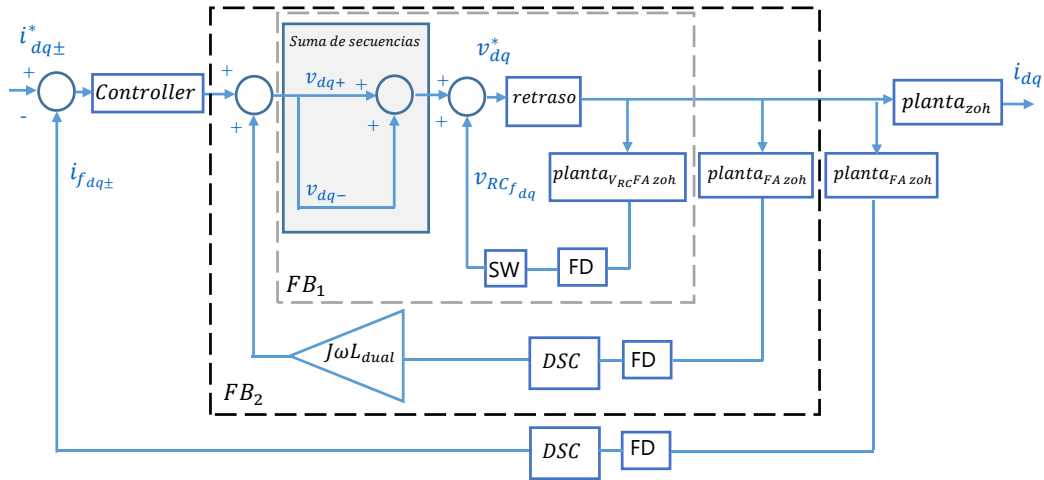 i*dq±
+
-
Controller
+
+
Suma de secuencias
vdq+
+
+
vdq−
v*dq
+
+
retraso
plantazoh
idq
plantaVRCFA zoh
plantaFA zoh
plantaFA zoh
ifdq±
vRCfdq
SW
FD
FB1
JωLdual
DSC
FD
FB2
DSC
FD